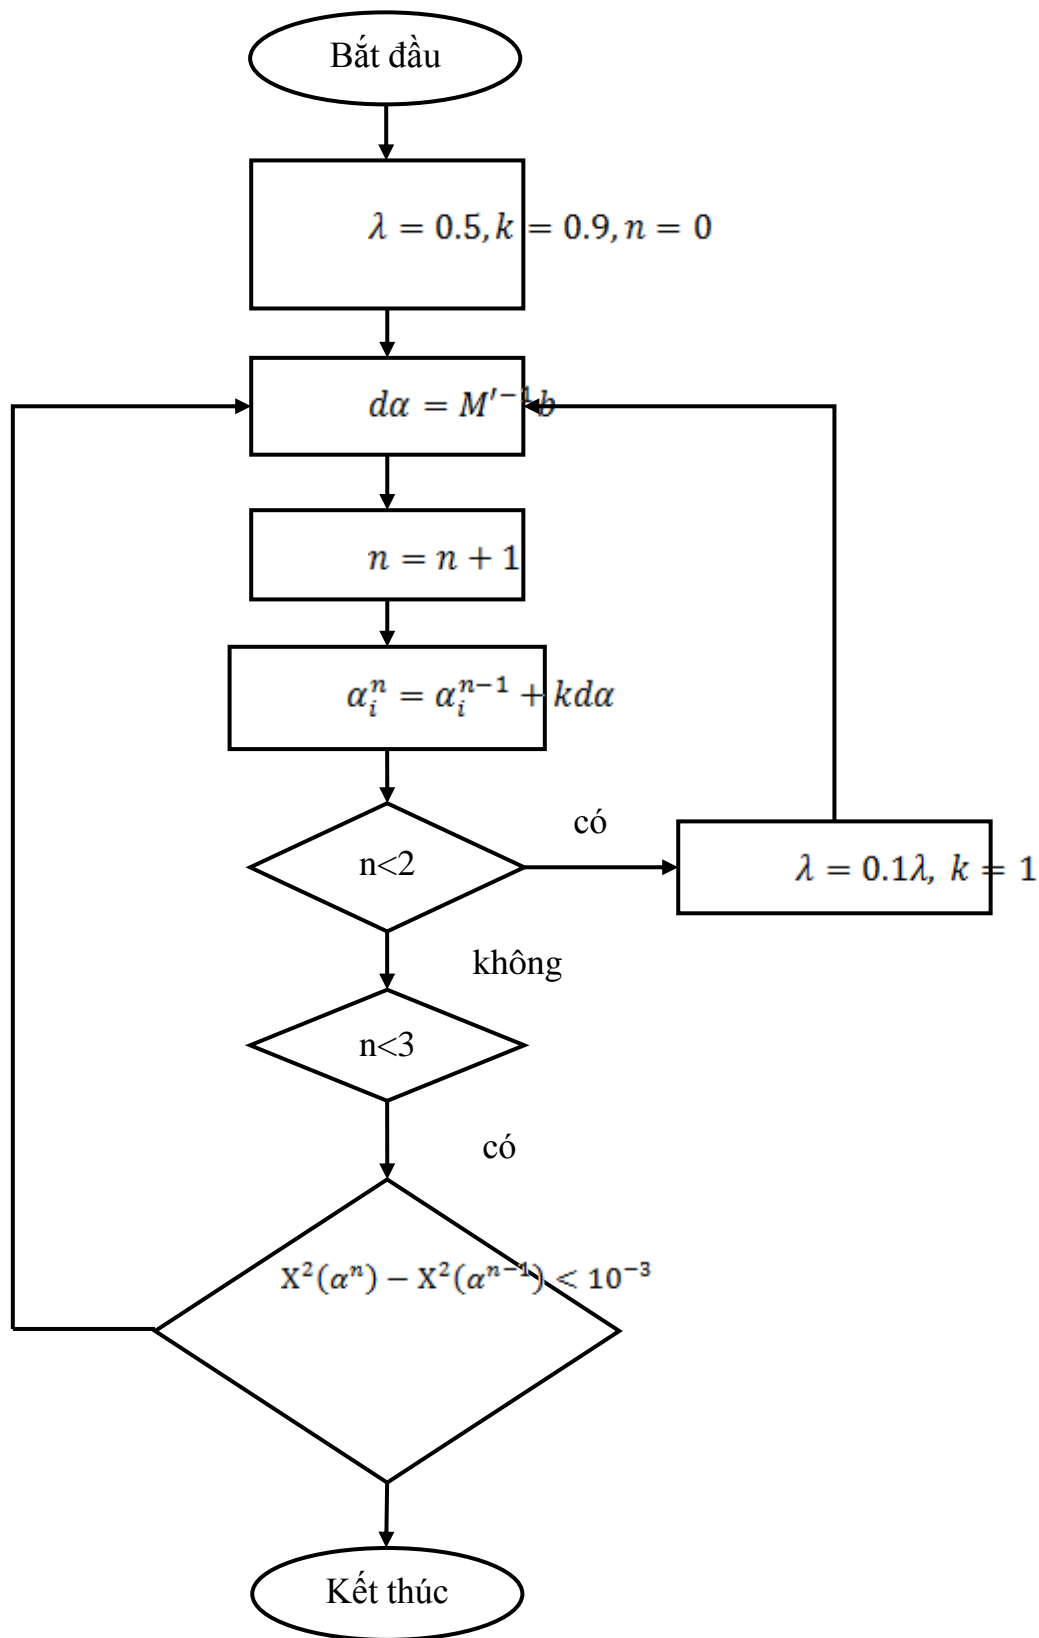 Bắt đầu
λ = 0.5, k = 0.9, n = 0
dα = M′⁻¹b
n = n + 1
αᵢⁿ = αᵢⁿ⁻¹ + kdα
n<2
có
λ = 0.1λ, k = 1
không
n<3
có
X²(αⁿ) − X²(αⁿ⁻¹) < 10⁻³
Kết thúc